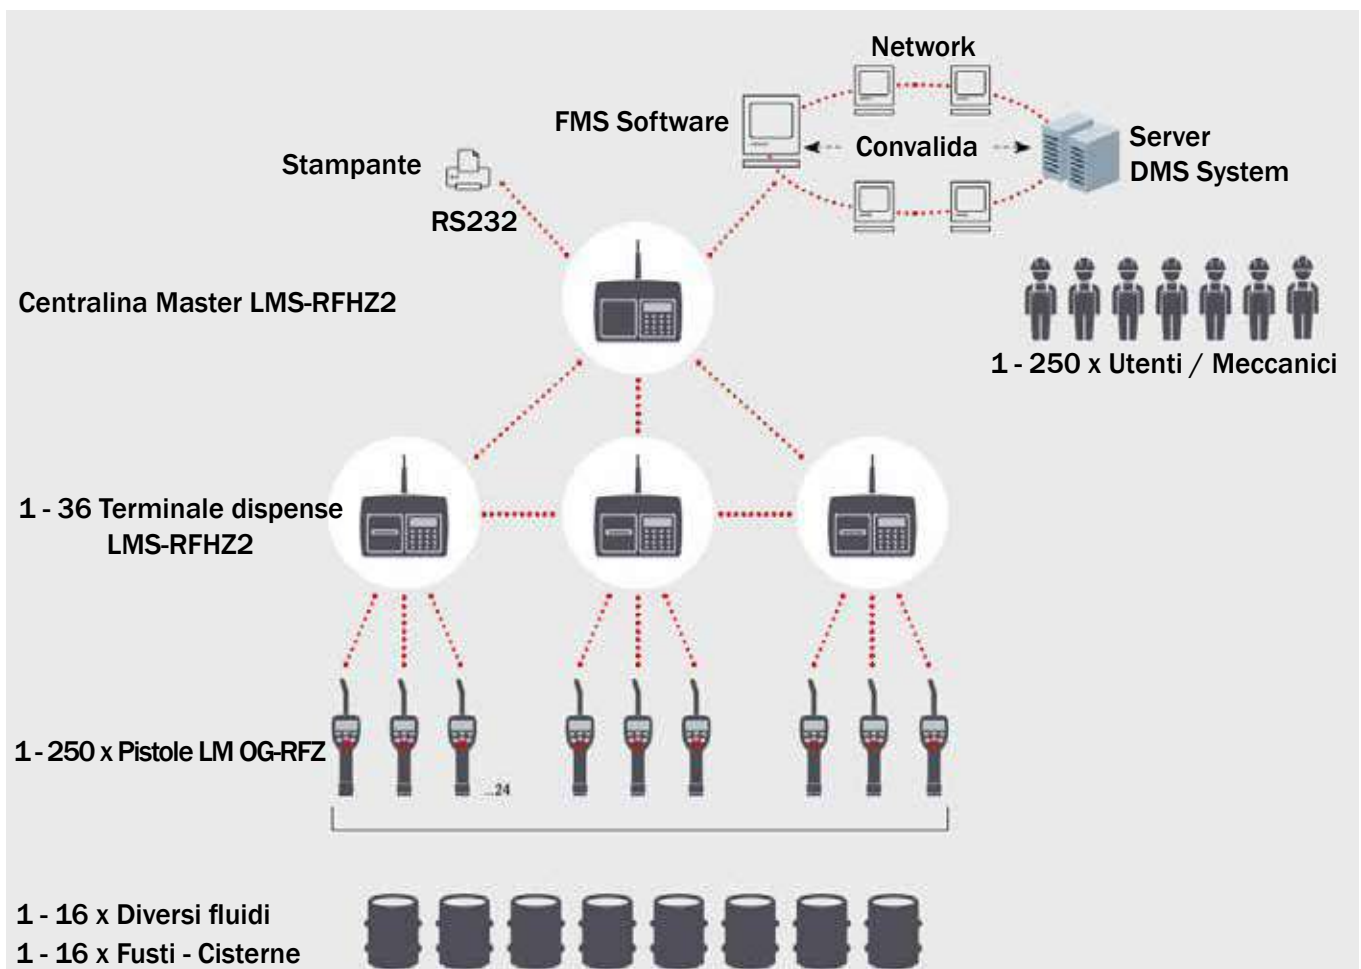 Network
FMS Software
Convalida
Server
DMS System
Stampante
RS232
Centralina Master LMS-RFHZ2
1 - 250 x Utenti / Meccanici
1 - 36 Terminale dispense
LMS-RFHZ2
1 - 250 x Pistole LM OG-RFZ
...24
1 - 16 x Diversi fluidi
1 - 16 x Fusti - Cisterne